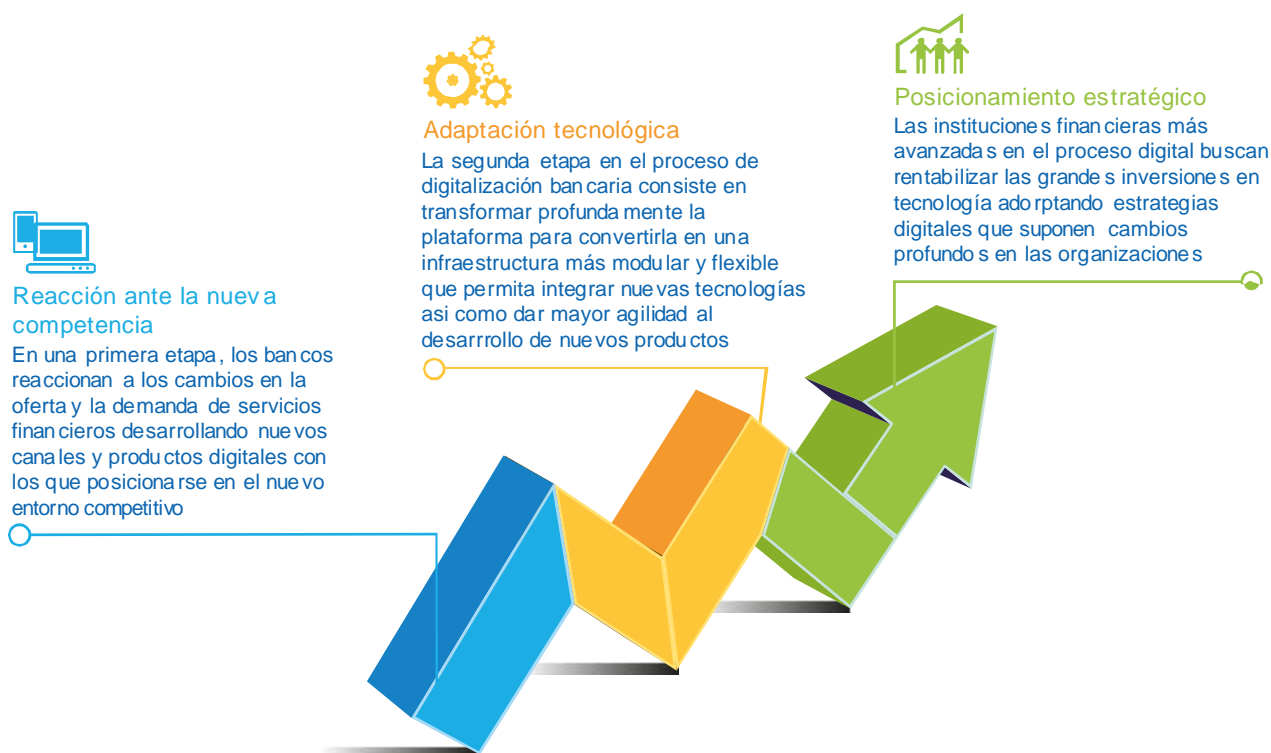 Reacción ante la nueva
competencia
En una primera etapa, los bancos
reaccionan a los cambios en la
oferta y la demanda de servicios
financieros desarrollando nuevos
canales y productos digitales con
los que posicionarse en el nuevo
entorno competitivo
Adaptación tecnológica
La segunda etapa en el proceso de
digitalización bancaria consiste en
transformar profundamente la
plataforma para convertirla en una
infraestructura más modular y flexible
que permita integrar nuevas tecnologías
asi como dar mayor agilidad al
desarrrollo de nuevos productos
Posicionamiento estratégico
Las instituciones financieras más
avanzadas en el proceso digital buscan
rentabilizar las grandes inversiones en
tecnología adorptando estrategias
digitales que suponen cambios
profundos en las organizaciones